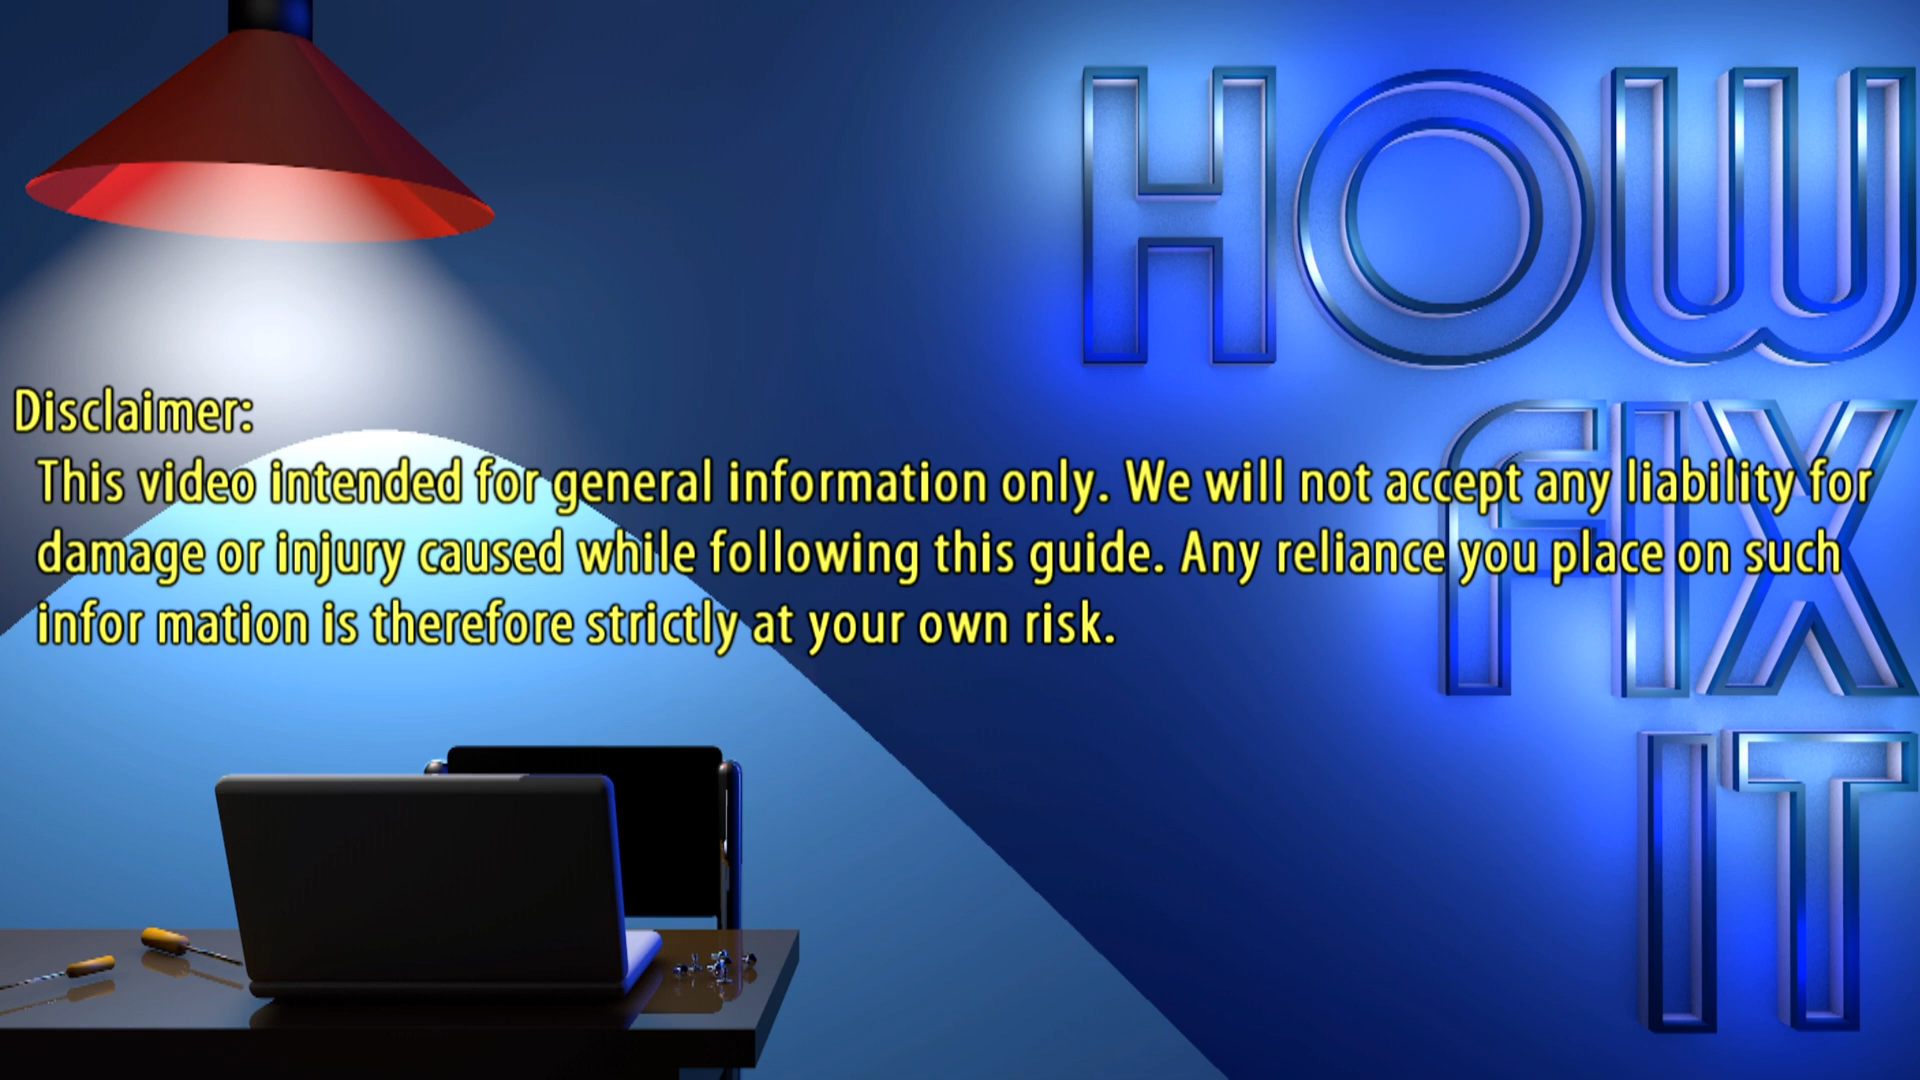 HOW
FIX
IT
Disclaimer:
This video intended for general information only. We will not accept any liability for
damage or injury caused while following this guide. Any reliance you place on such
infor mation is therefore strictly at your own risk.